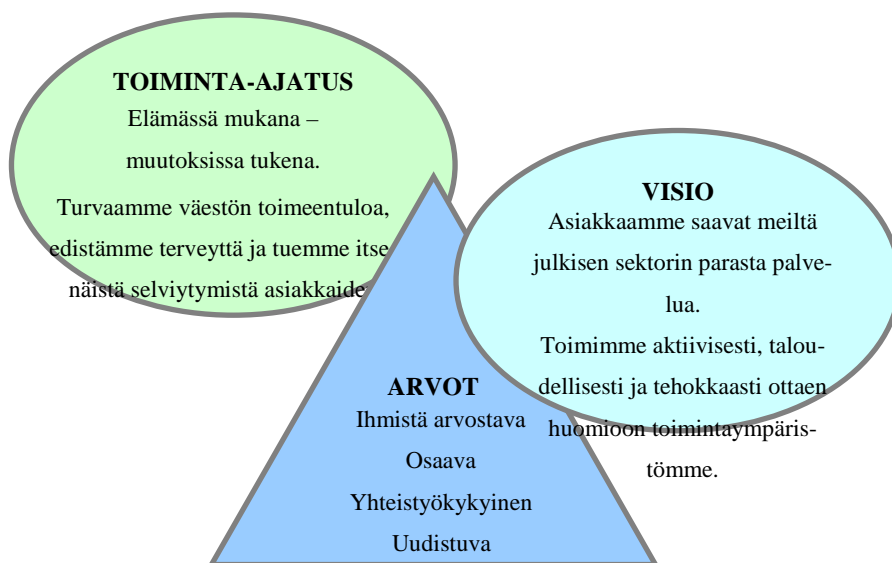 TOIMINTA-AJATUS
Elämässä mukana –
muutoksissa tukena.
Turvaamme väestön toimeentuloa,
edistämme terveyttä ja tuemme itse
näistä selviytymistä asiakkaide
VISIO
Asiakkaamme saavat meiltä
julkisen sektorin parasta palve-
lua.
Toimimme aktiivisesti, talou-
dellisesti ja tehokkaasti ottaen
huomioon toimintaympäris-
tömme.
ARVOT
Ihmistä arvostava
Osaava
Yhteistyökykyinen
Uudistuva